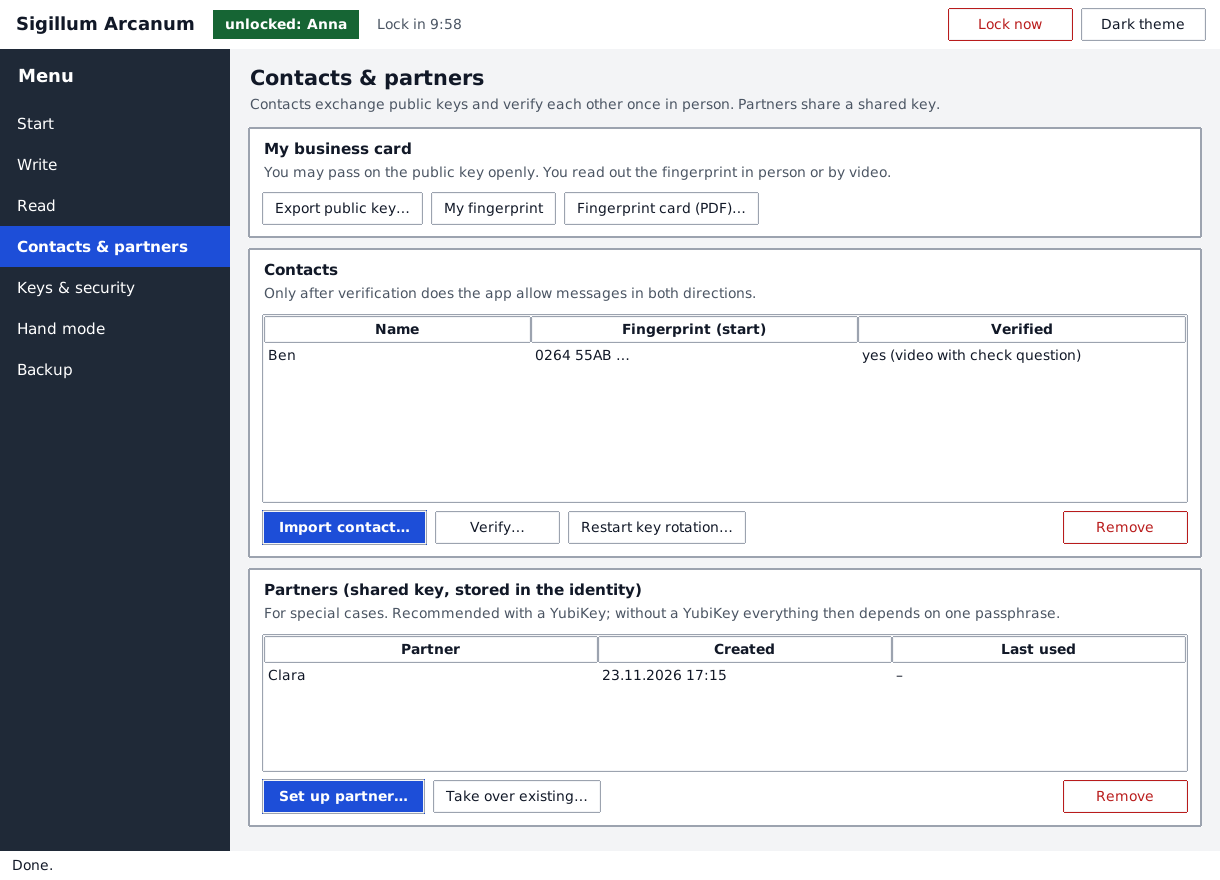 Sigillum Arcanum unlocked: Anna Lock in 9:58 Lock now Dark theme
Menu
Start
Write
Read
Contacts & partners
Keys & security
Hand mode
Backup
Contacts & partners
Contacts exchange public keys and verify each other once in person. Partners share a shared key.
My business card
You may pass on the public key openly. You read out the fingerprint in person or by video.
Export public key... My fingerprint Fingerprint card (PDF)...
Contacts
Only after verification does the app allow messages in both directions.
Name Fingerprint (start) Verified
Ben 0264 55AB ... yes (video with check question)
Import contact... Verify... Restart key rotation... Remove
Partners (shared key, stored in the identity)
For special cases. Recommended with a YubiKey; without a YubiKey everything then depends on one passphrase.
Partner Created Last used
Clara 23.11.2026 17:15 –
Set up partner... Take over existing... Remove
Done.